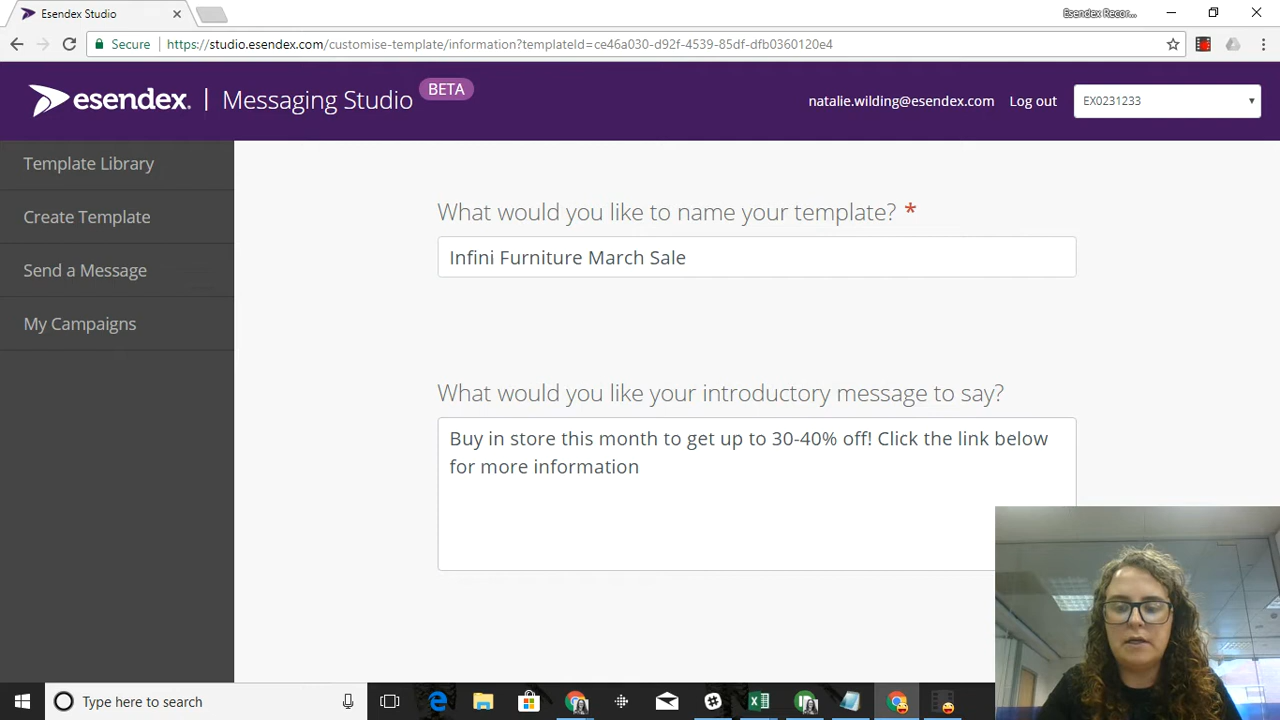 Esendex Studio
Esendex Recor...
Secure
https://studio.esendex.com/customise-template/information?templateId=ce46a030-d92f-4539-85df-dfb0360120e4
esendex.
Messaging Studio
BETA
natalie.wilding@esendex.com
Log out
EX0231233
Template Library
Create Template
Send a Message
My Campaigns
What would you like to name your template? *
Infini Furniture March Sale
What would you like your introductory message to say?
Buy in store this month to get up to 30-40% off! Click the link below
for more information
Type here to search